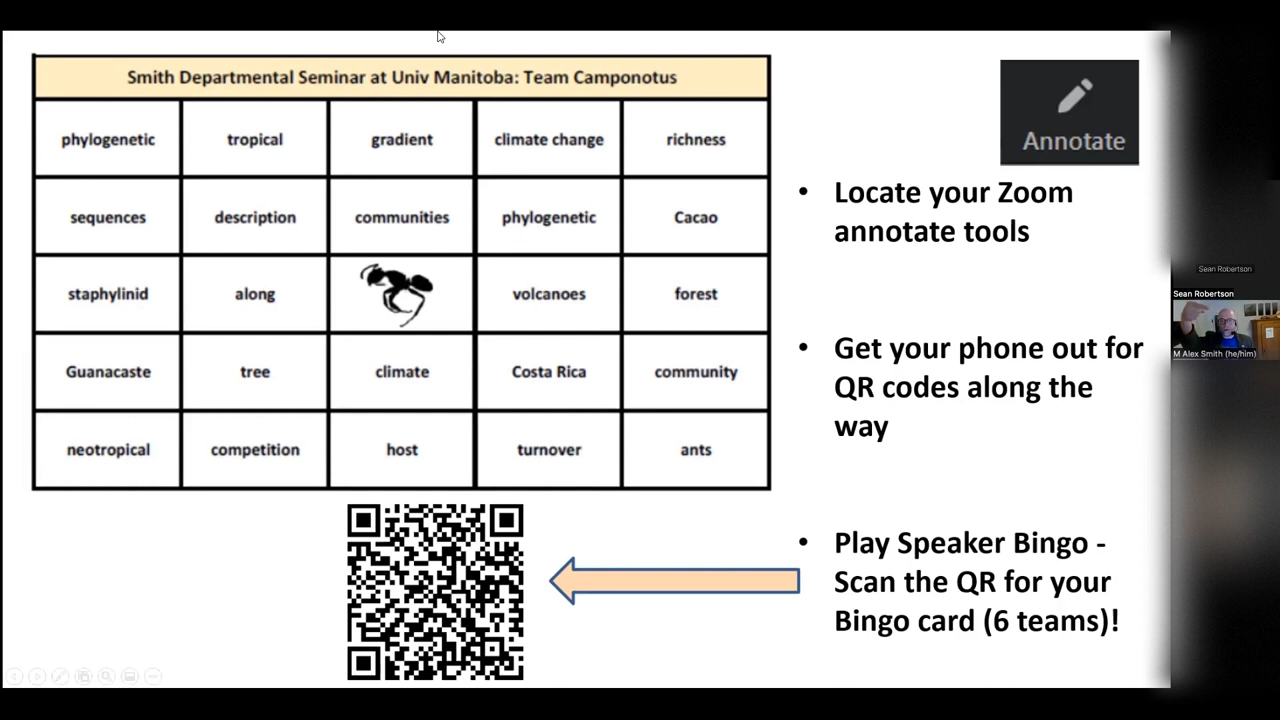 Smith Departmental Seminar at Univ Manitoba: Team Camponotus
phylogenetic tropical gradient climate change richness
sequences description communities phylogenetic Cacao
staphylinid along volcanoes forest
Guanacaste tree climate Costa Rica community
neotropical competition host turnover ants
Annotate
• Locate your Zoom
annotate tools
• Get your phone out for
QR codes along the
way
• Play Speaker Bingo -
Scan the QR for your
Bingo card (6 teams)!
Sean Robertson
Sean Robertson
M Alex Smith (he/him)